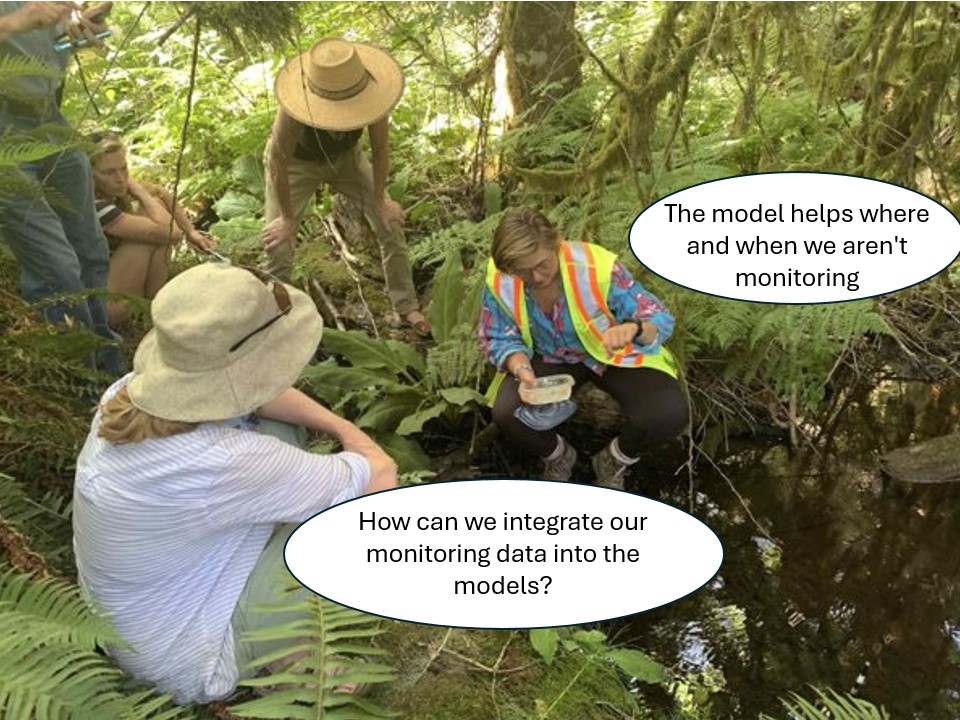 The model helps where
and when we aren't
monitoring
How can we integrate our
monitoring data into the
models?